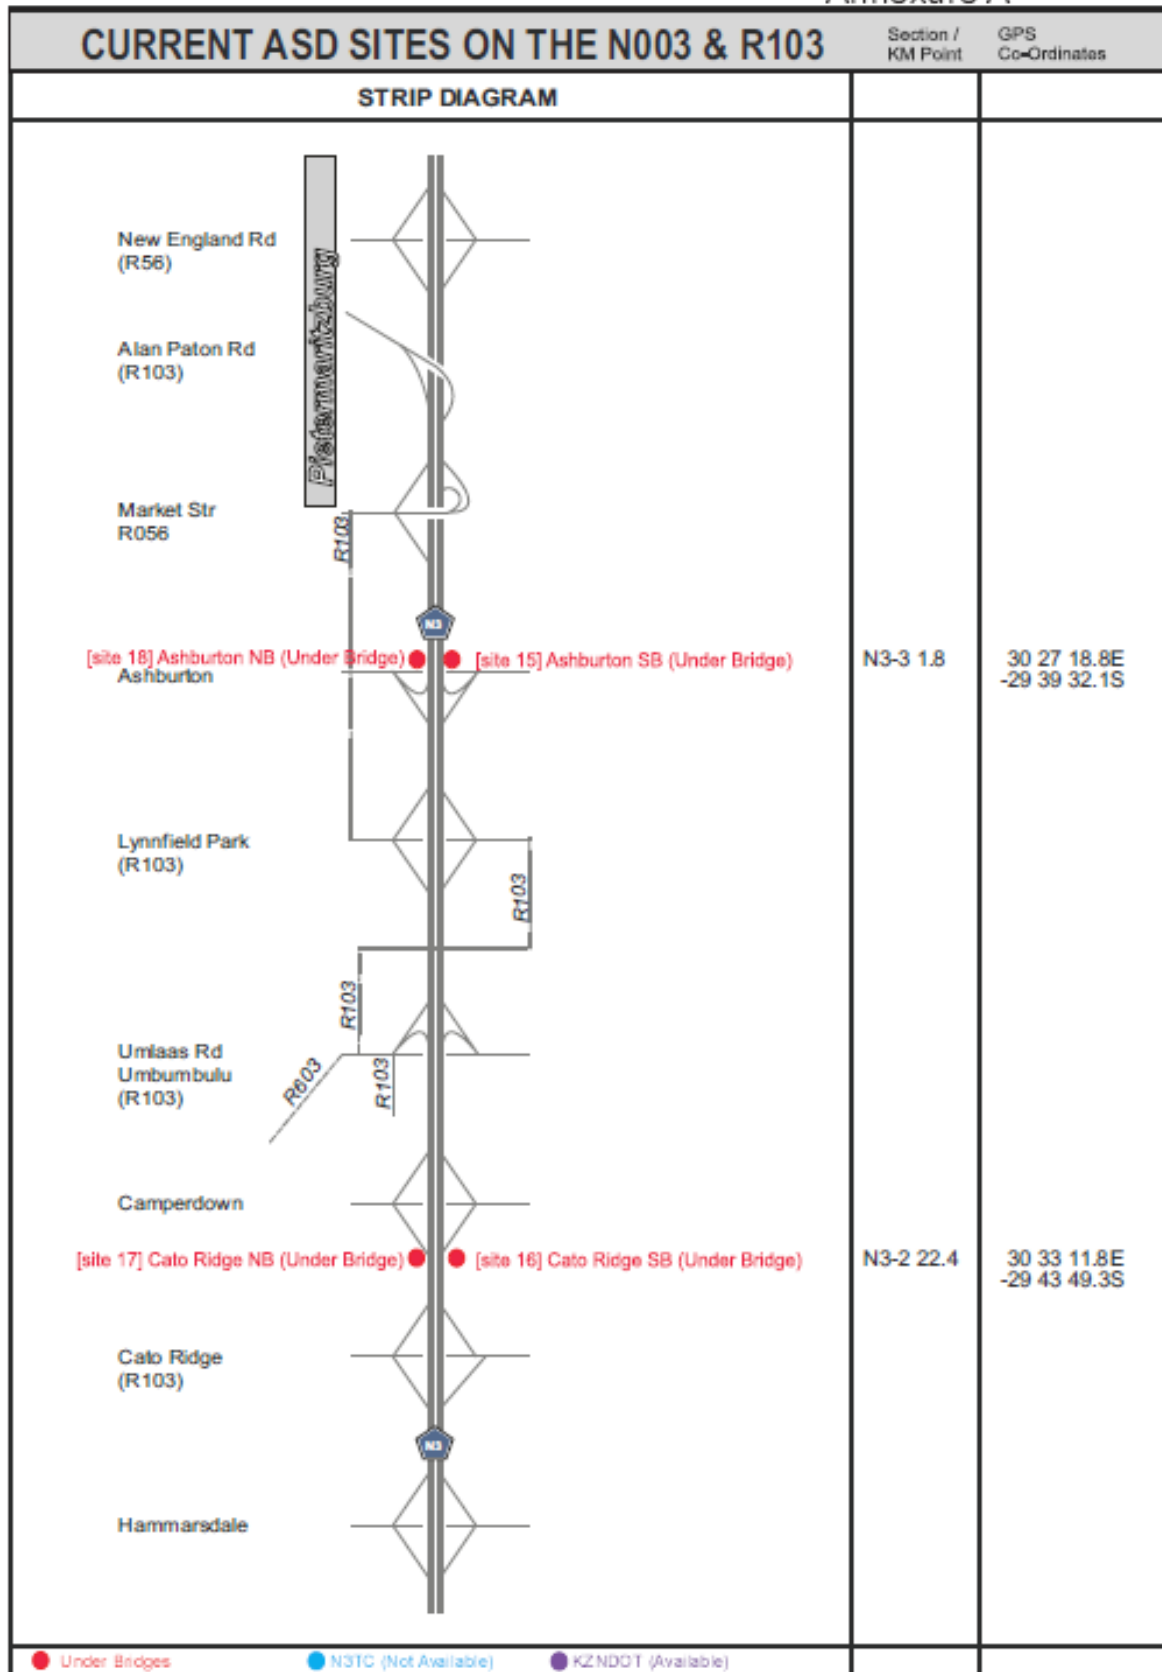 CURRENT ASD SITES ON THE N003 & R103
Section /
KM Point
GPS
Co-Ordinates
STRIP DIAGRAM
New England Rd
(R56)
Pietermaritzburg
Alan Paton Rd
(R103)
Market Str
R056
R103
N3
[site 18] Ashburton NB (Under Bridge)
[site 15] Ashburton SB (Under Bridge)
N3-3 1.8
30 27 18.8E
-29 39 32.1S
Ashburton
Lynnfield Park
(R103)
R103
R103
Umlaas Rd
Umbumbulu
(R103)
R603
R103
Camperdown
[site 17] Cato Ridge NB (Under Bridge)
[site 16] Cato Ridge SB (Under Bridge)
N3-2 22.4
30 33 11.8E
-29 43 49.3S
Cato Ridge
(R103)
N3
Hammarsdale
Under Bridges
N3TC (Not Available)
KZNDOT (Available)